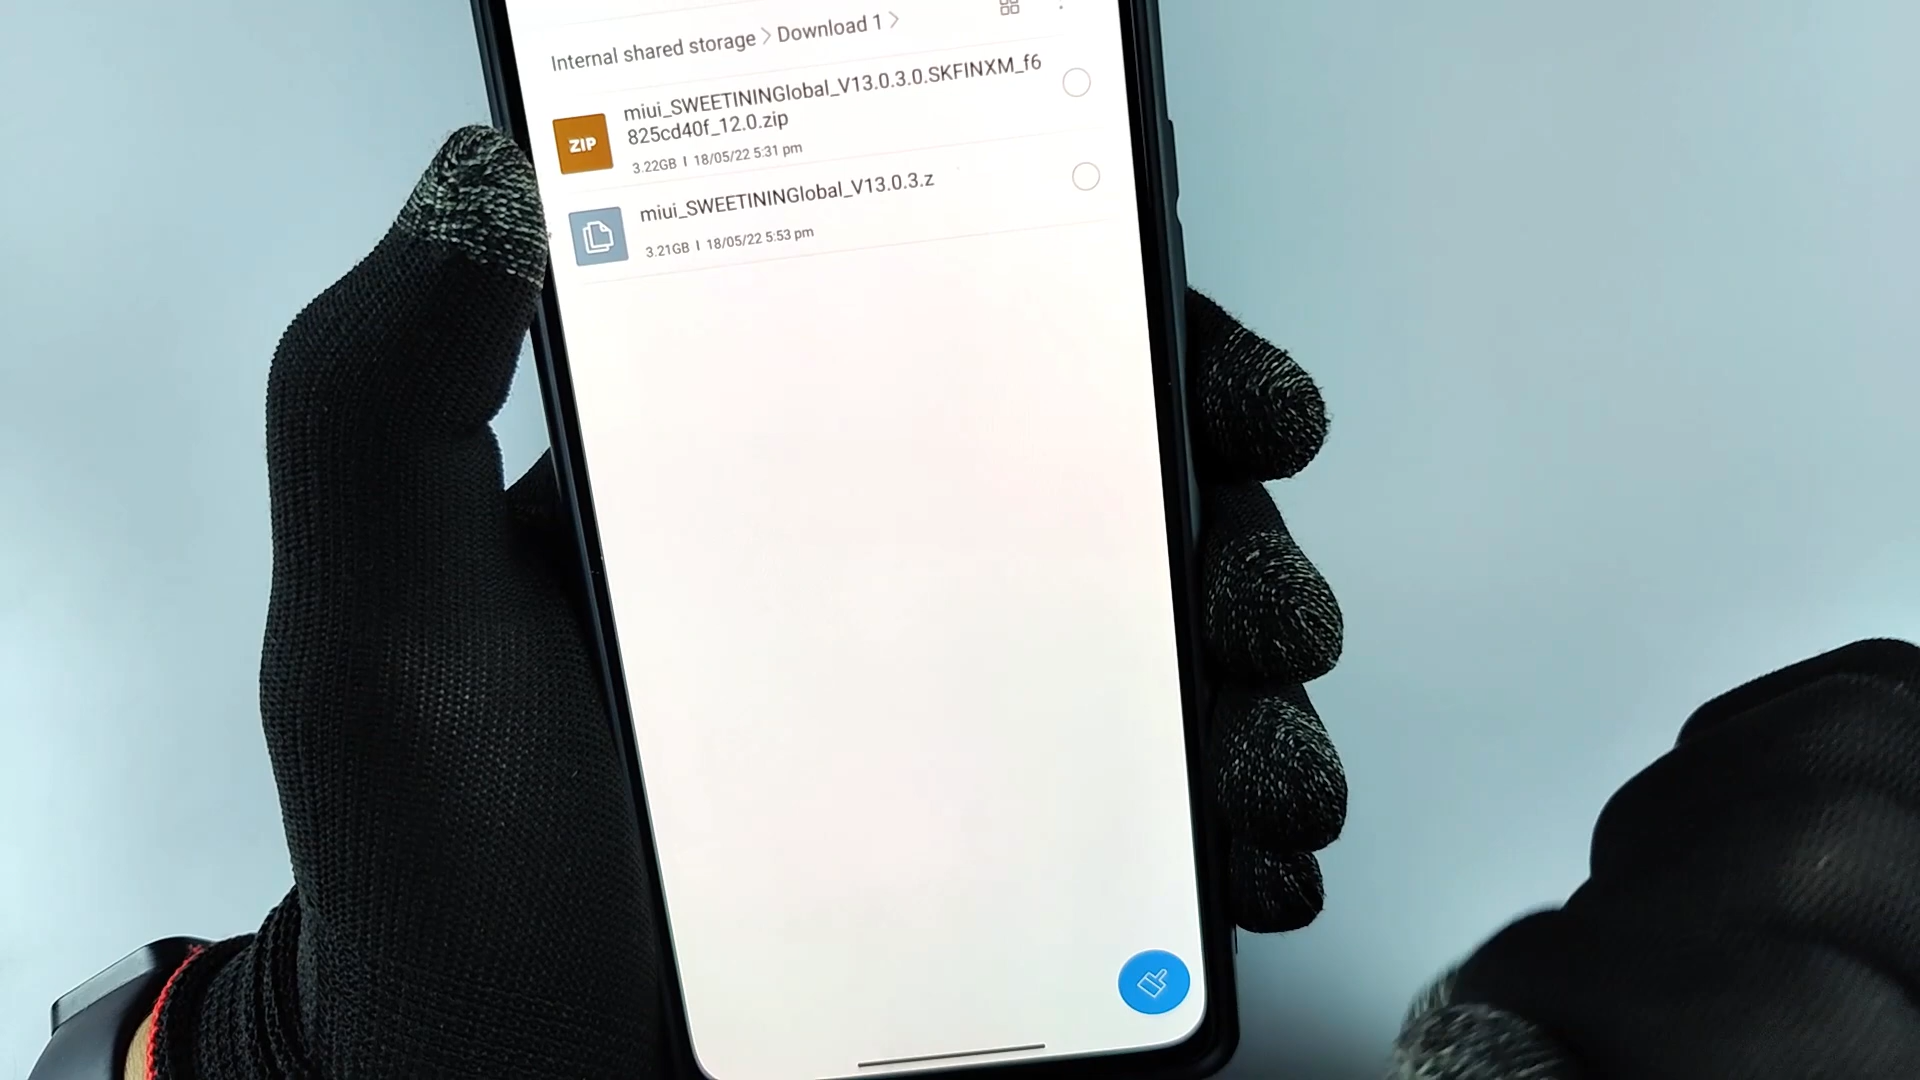 Internal shared storage > Download 1 >
miui_SWEETININGlobal_V13.0.3.0.SKFINXM_f6
825cd40f_12.0.zip
ZIP
3.22GB | 18/05/22 5:31 pm
miui_SWEETININGlobal_V13.0.3.z
3.21GB | 18/05/22 5:53 pm